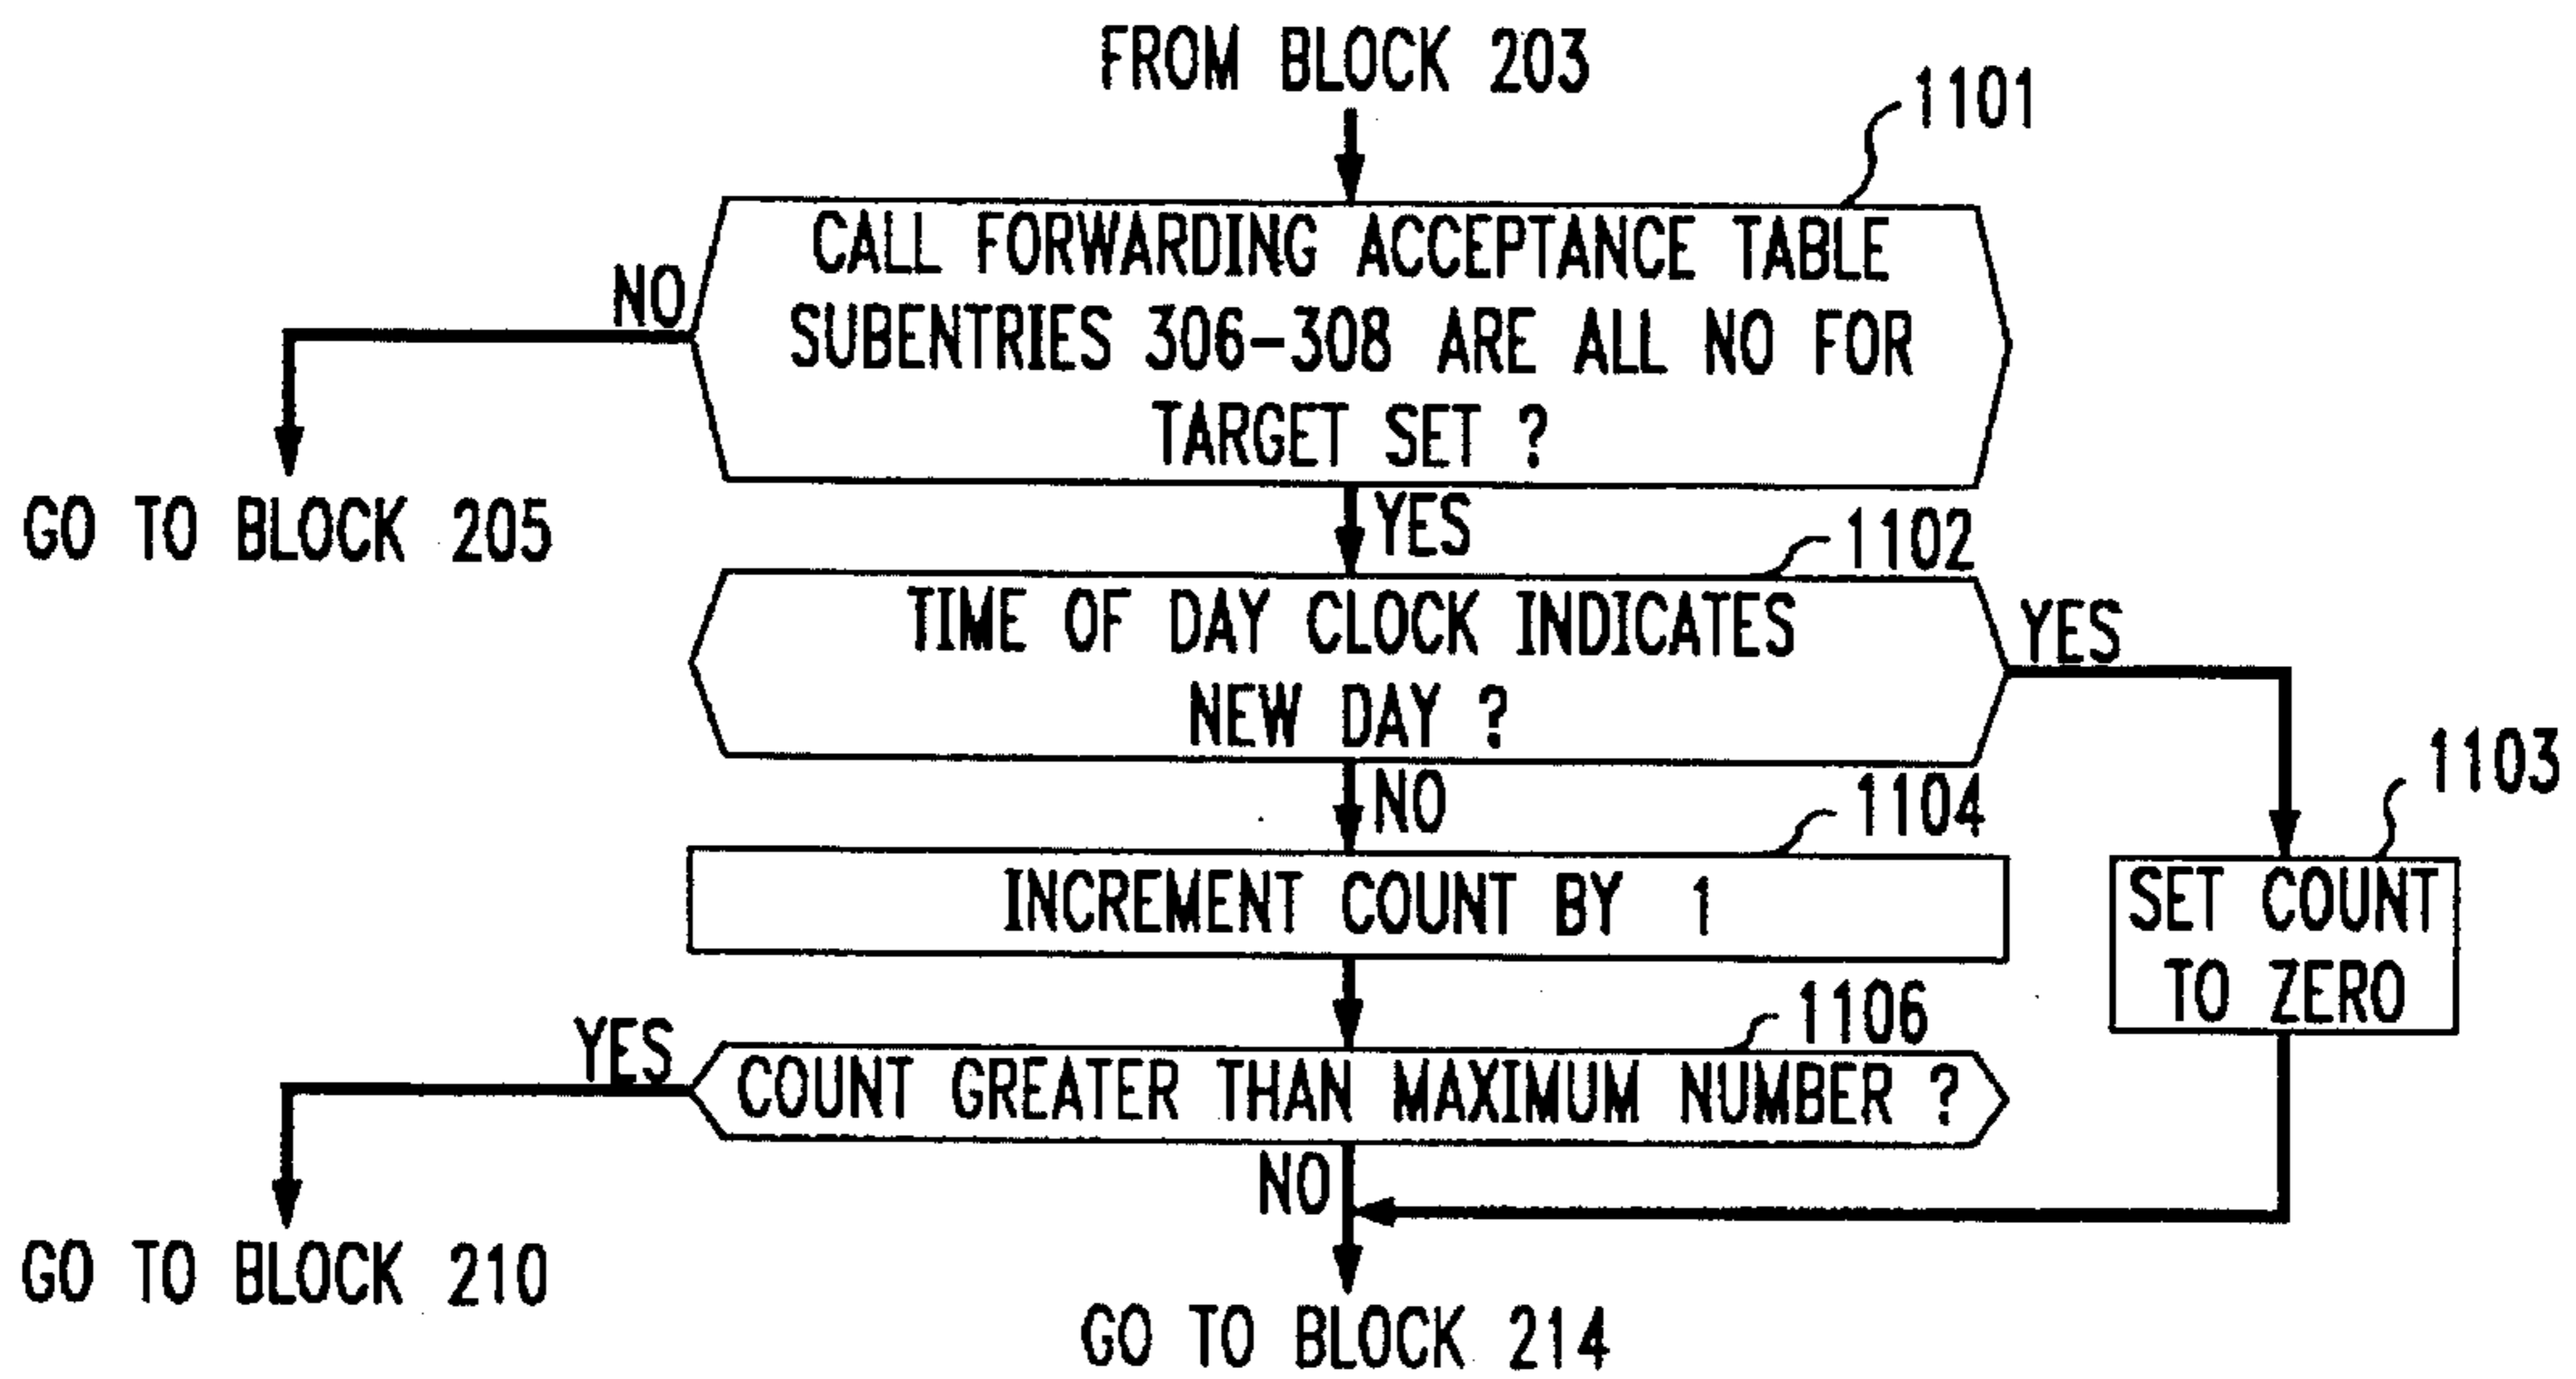 FROM BLOCK 203
1101
CALL FORWARDING ACCEPTANCE TABLE
SUBENTRIES 306-308 ARE ALL NO FOR
TARGET SET ?
NO
GO TO BLOCK 205
YES
1102
TIME OF DAY CLOCK INDICATES
NEW DAY ?
YES
NO
1103
SET COUNT
TO ZERO
1104
INCREMENT COUNT BY 1
1106
COUNT GREATER THAN MAXIMUM NUMBER ?
YES
GO TO BLOCK 210
NO
GO TO BLOCK 214